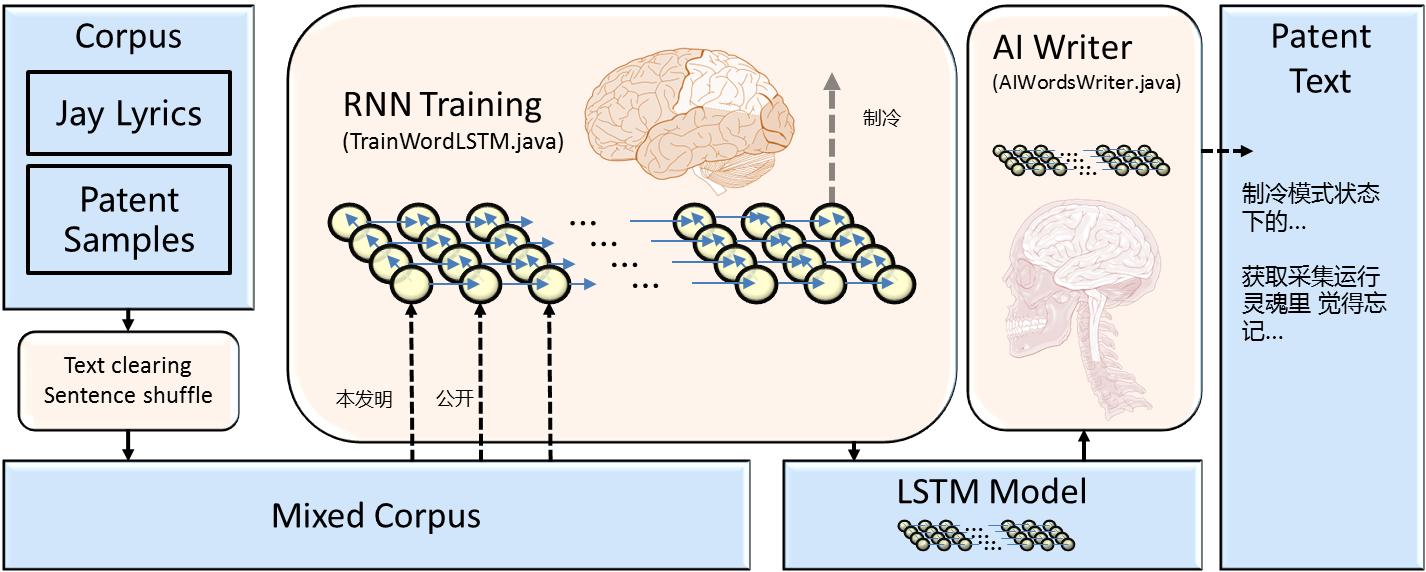 Corpus
Jay Lyrics
Patent
Samples
Text clearing
Sentence shuffle
Mixed Corpus
RNN Training
(TrainWordLSTM.java)
制冷
...
...
...
...
本发明
公开
LSTM Model
AI Writer
(AIWordsWriter.java)
Patent
Text
制冷模式状态
下的...
获取采集运行
灵魂里 觉得忘
记...